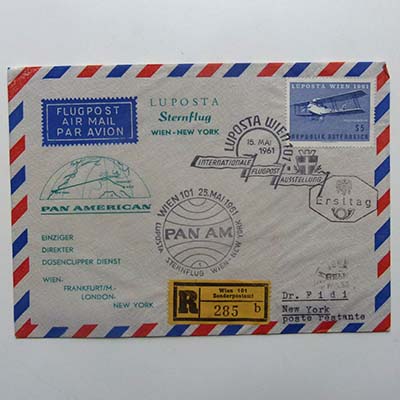 FLUGPOST
AIR MAIL
PAR AVION
LUPOSTA
Sternflug
WIEN-NEW YORK
LUPOSTA WIEN 1961
S5
REPUBLIK ÖSTERREICH
LUPOSTA WIEN 101
15. MAI
1961
INTERNATIONALE
FLUGPOST
AUSSTELLUNG
Ersttag
PAN AMERICAN
WIEN 101 25.MAI 1961
PAN AM
LUPOSTA STERNFLUG WIEN-NEW YORK
EINZIGER
DIREKTER
DÜSENCLIPPER DIENST
WIEN-
FRANKFURT/M.-
LONDON-
NEW YORK
R
Wien 101
Sonderpostamt
285 b
Dr. Fidi
New York
poste restante